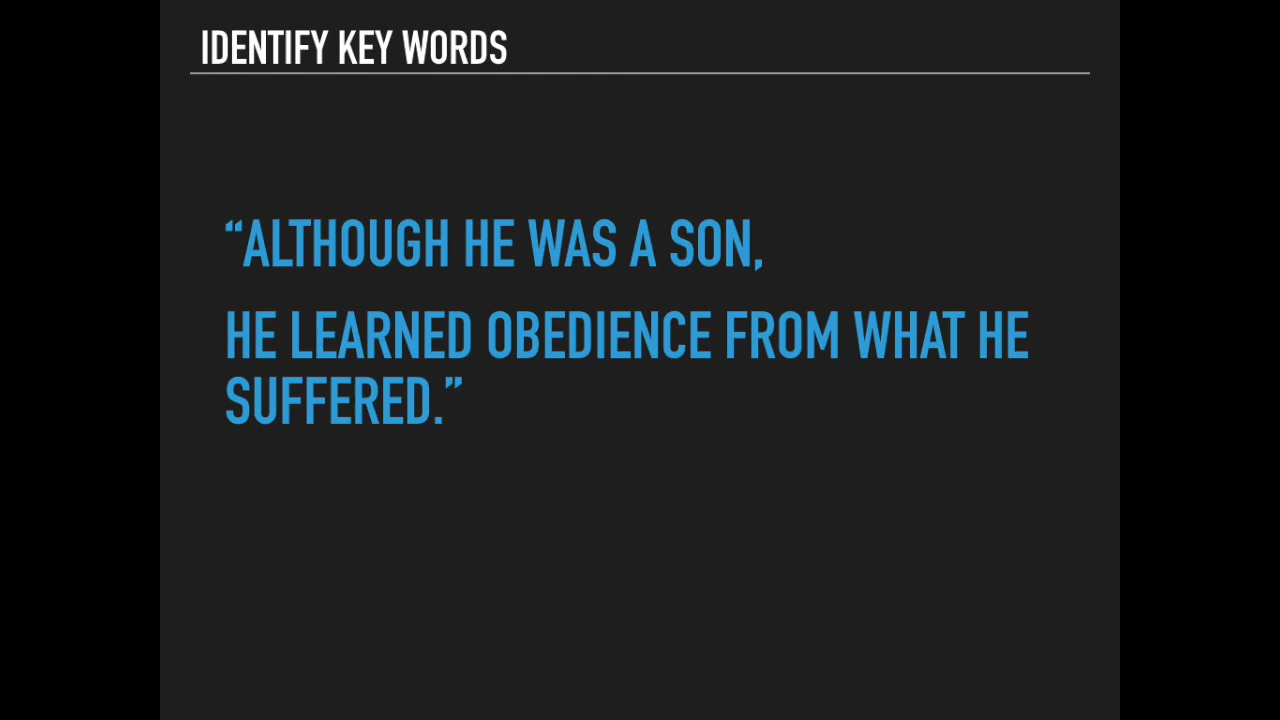 IDENTIFY KEY WORDS
“ALTHOUGH HE WAS A SON,
HE LEARNED OBEDIENCE FROM WHAT HE
SUFFERED.”